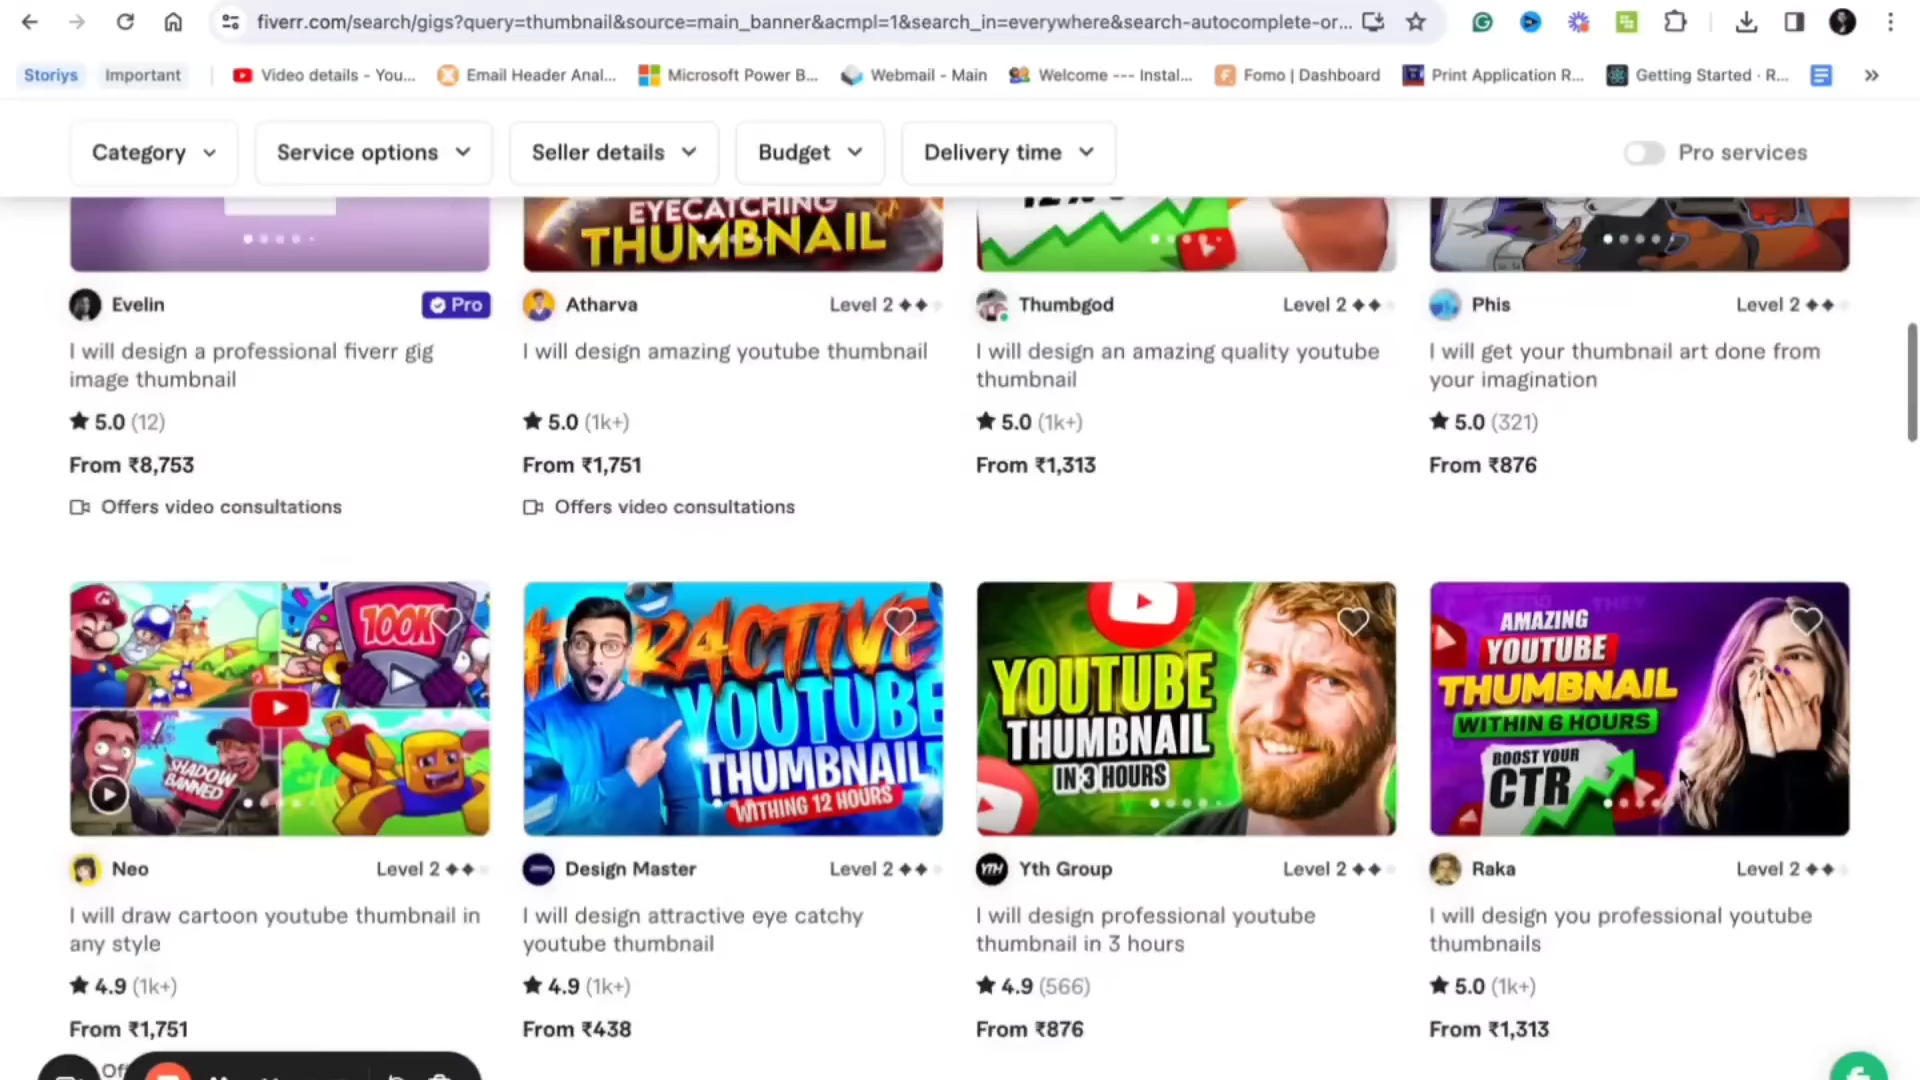 fiverr.com/search/gigs?query=thumbnail&source=main_banner&acmpl=1&search_in=everywhere&search-autocomplete-or...
Storiys
Important
Video details - You...
Email Header Anal...
Microsoft Power B...
Webmail - Main
Welcome --- Instal...
Fomo | Dashboard
Print Application R...
Getting Started · R...
Category
Service options
Seller details
Budget
Delivery time
Pro services
EYECATCHING
THUMBNAIL
Evelin
Pro
I will design a professional fiverr gig
image thumbnail
5.0 (12)
From ₹8,753
Offers video consultations
Atharva
Level 2
I will design amazing youtube thumbnail
5.0 (1k+)
From ₹1,751
Offers video consultations
Thumbgod
Level 2
I will design an amazing quality youtube
thumbnail
5.0 (1k+)
From ₹1,313
Phis
Level 2
I will get your thumbnail art done from
your imagination
5.0 (321)
From ₹876
100K
SHADOW
BANNED
Neo
Level 2
I will draw cartoon youtube thumbnail in
any style
4.9 (1k+)
From ₹1,751
ATTRACTIVE
YOUTUBE
THUMBNAIL
WITHING 12 HOURS
Design Master
Level 2
I will design attractive eye catchy
youtube thumbnail
4.9 (1k+)
From ₹438
YOUTUBE
THUMBNAIL
IN 3 HOURS
YTH
Yth Group
Level 2
I will design professional youtube
thumbnail in 3 hours
4.9 (566)
From ₹876
AMAZING
YOUTUBE
THUMBNAIL
WITHIN 6 HOURS
BOOST YOUR
CTR
Raka
Level 2
I will design you professional youtube
thumbnails
5.0 (1k+)
From ₹1,313